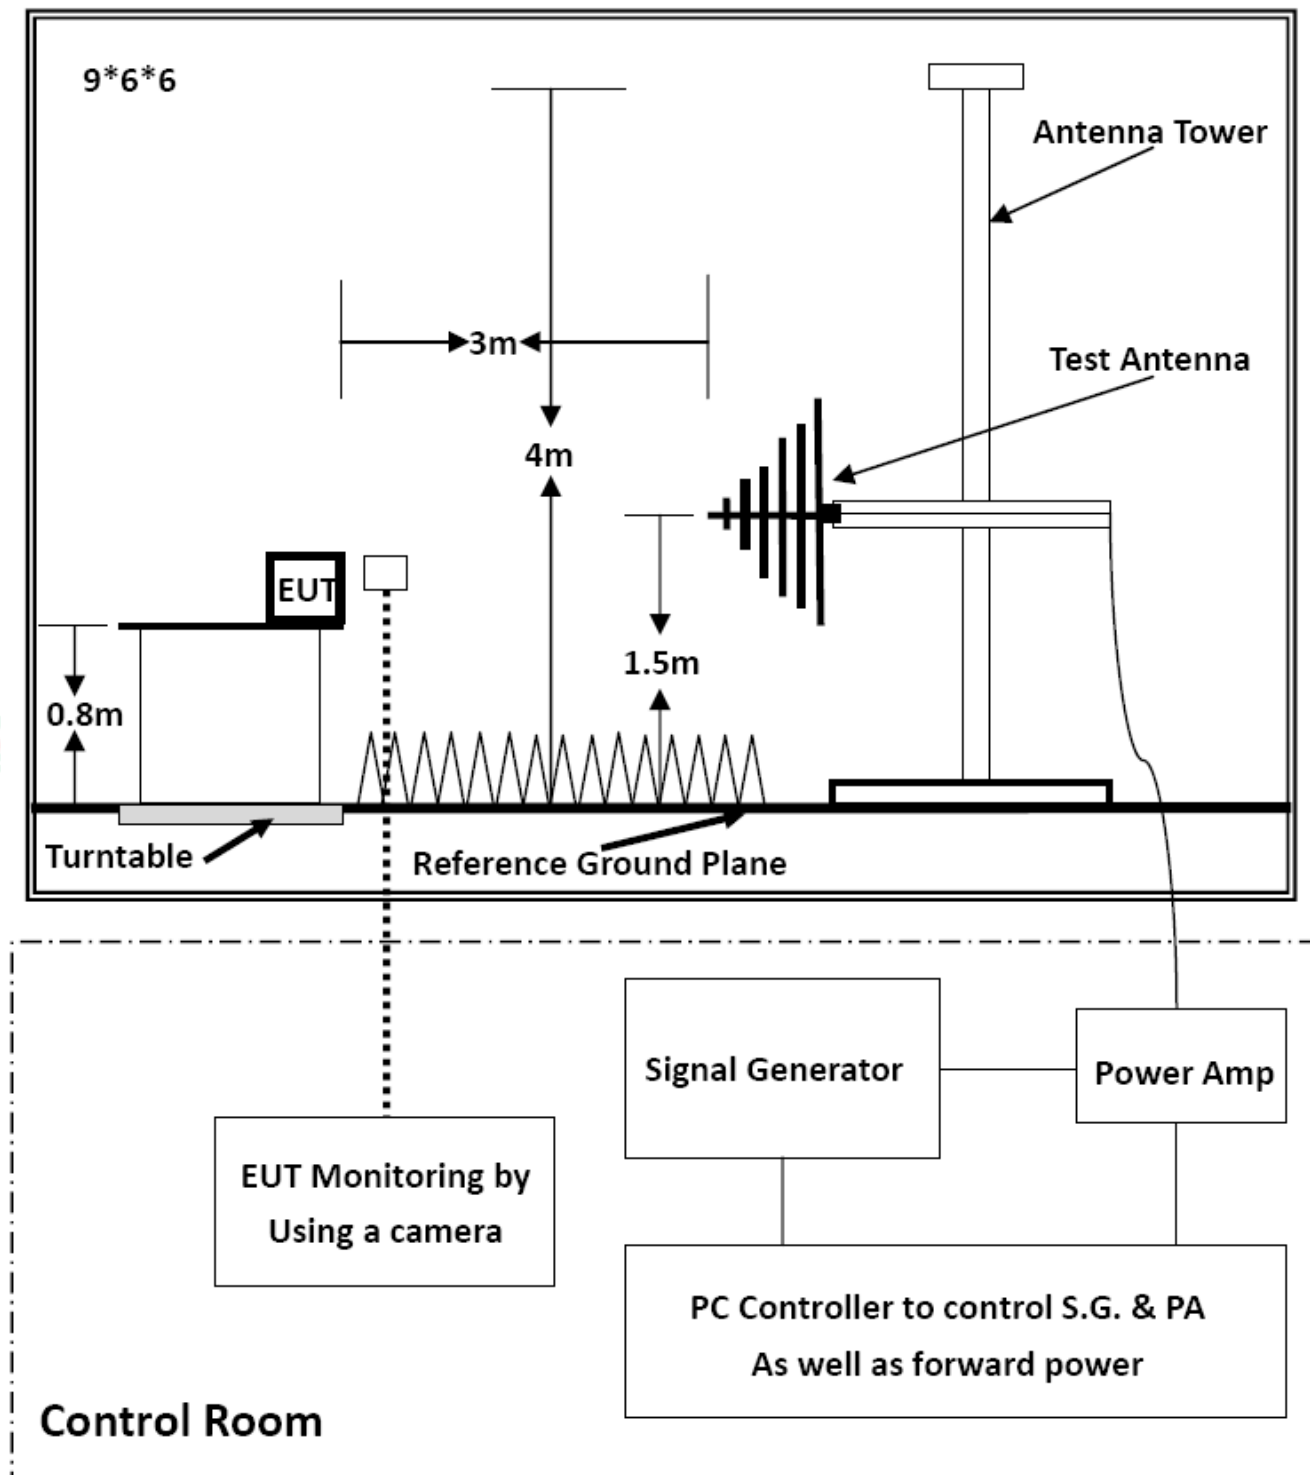 9*6*6
Antenna Tower
3m
Test Antenna
4m
EUT
1.5m
0.8m
Turntable
Reference Ground Plane
Signal Generator
Power Amp
EUT Monitoring by
Using a camera
PC Controller to control S.G. & PA
As well as forward power
Control Room